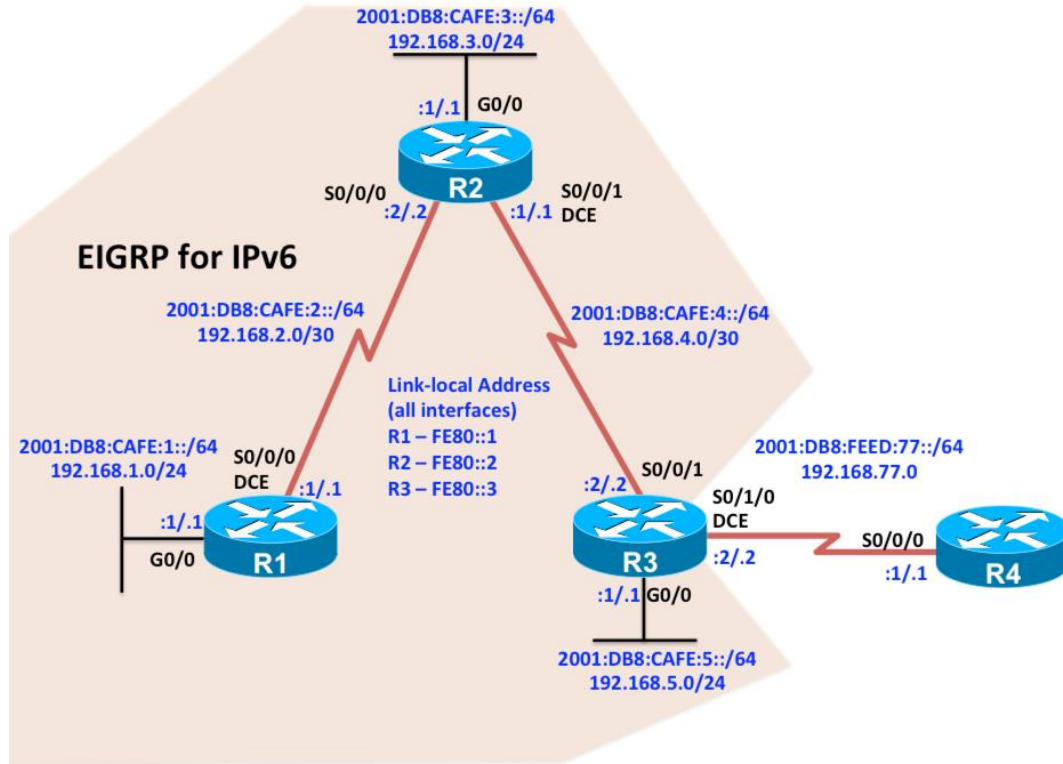 2001:DB8:CAFE:3::/64
192.168.3.0/24
:1/.1
G0/0
R2
S0/0/0
:2/.2
S0/0/1
:1/.1
DCE
EIGRP for IPv6
2001:DB8:CAFE:2::/64
192.168.2.0/30
2001:DB8:CAFE:4::/64
192.168.4.0/30
Link-local Address
(all interfaces)
R1 – FE80::1
R2 – FE80::2
R3 – FE80::3
2001:DB8:CAFE:1::/64
192.168.1.0/24
S0/0/0
DCE
:1/.1
:1/.1
G0/0
R1
2001:DB8:FEED:77::/64
192.168.77.0
S0/0/1
:2/.2
S0/1/0
DCE
:2/.2
R3
S0/0/0
:1/.1
R4
:1/.1
G0/0
2001:DB8:CAFE:5::/64
192.168.5.0/24